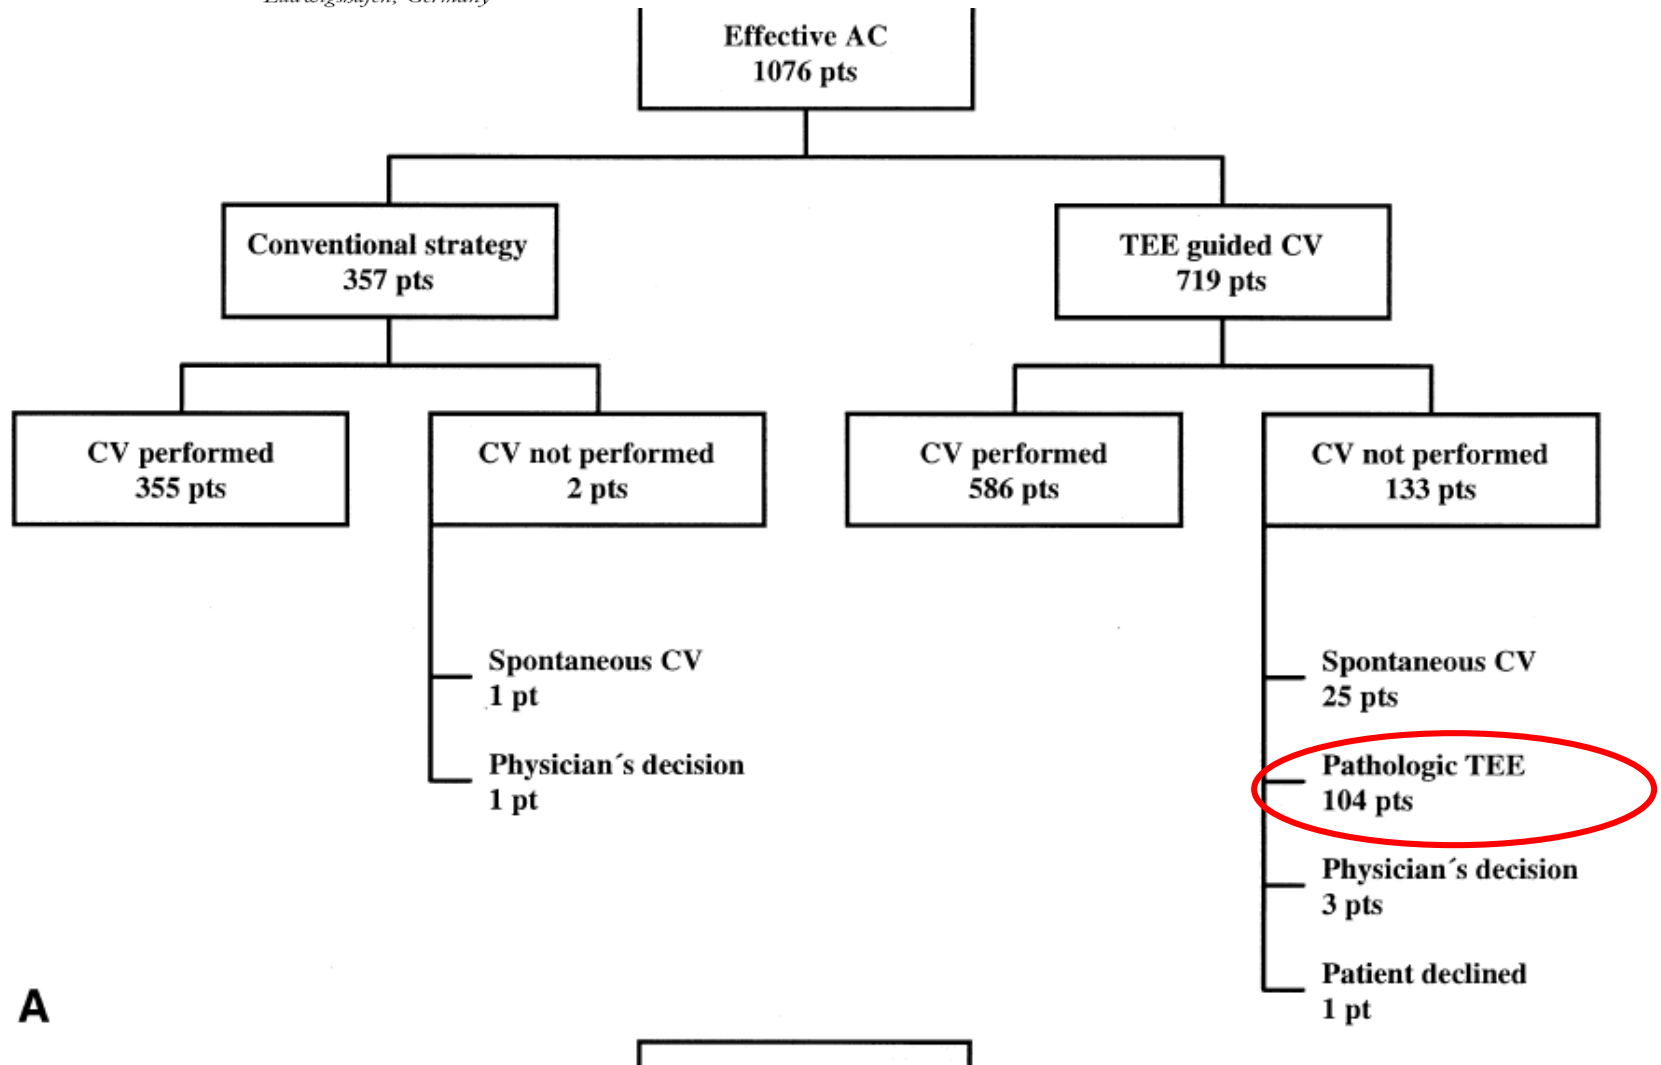 Ludwigshafen, Germany
Effective AC
1076 pts
Conventional strategy
357 pts
TEE guided CV
719 pts
CV performed
355 pts
CV not performed
2 pts
CV performed
586 pts
CV not performed
133 pts
Spontaneous CV
1 pt
Physician´s decision
1 pt
Spontaneous CV
25 pts
Pathologic TEE
104 pts
Physician´s decision
3 pts
Patient declined
1 pt
A